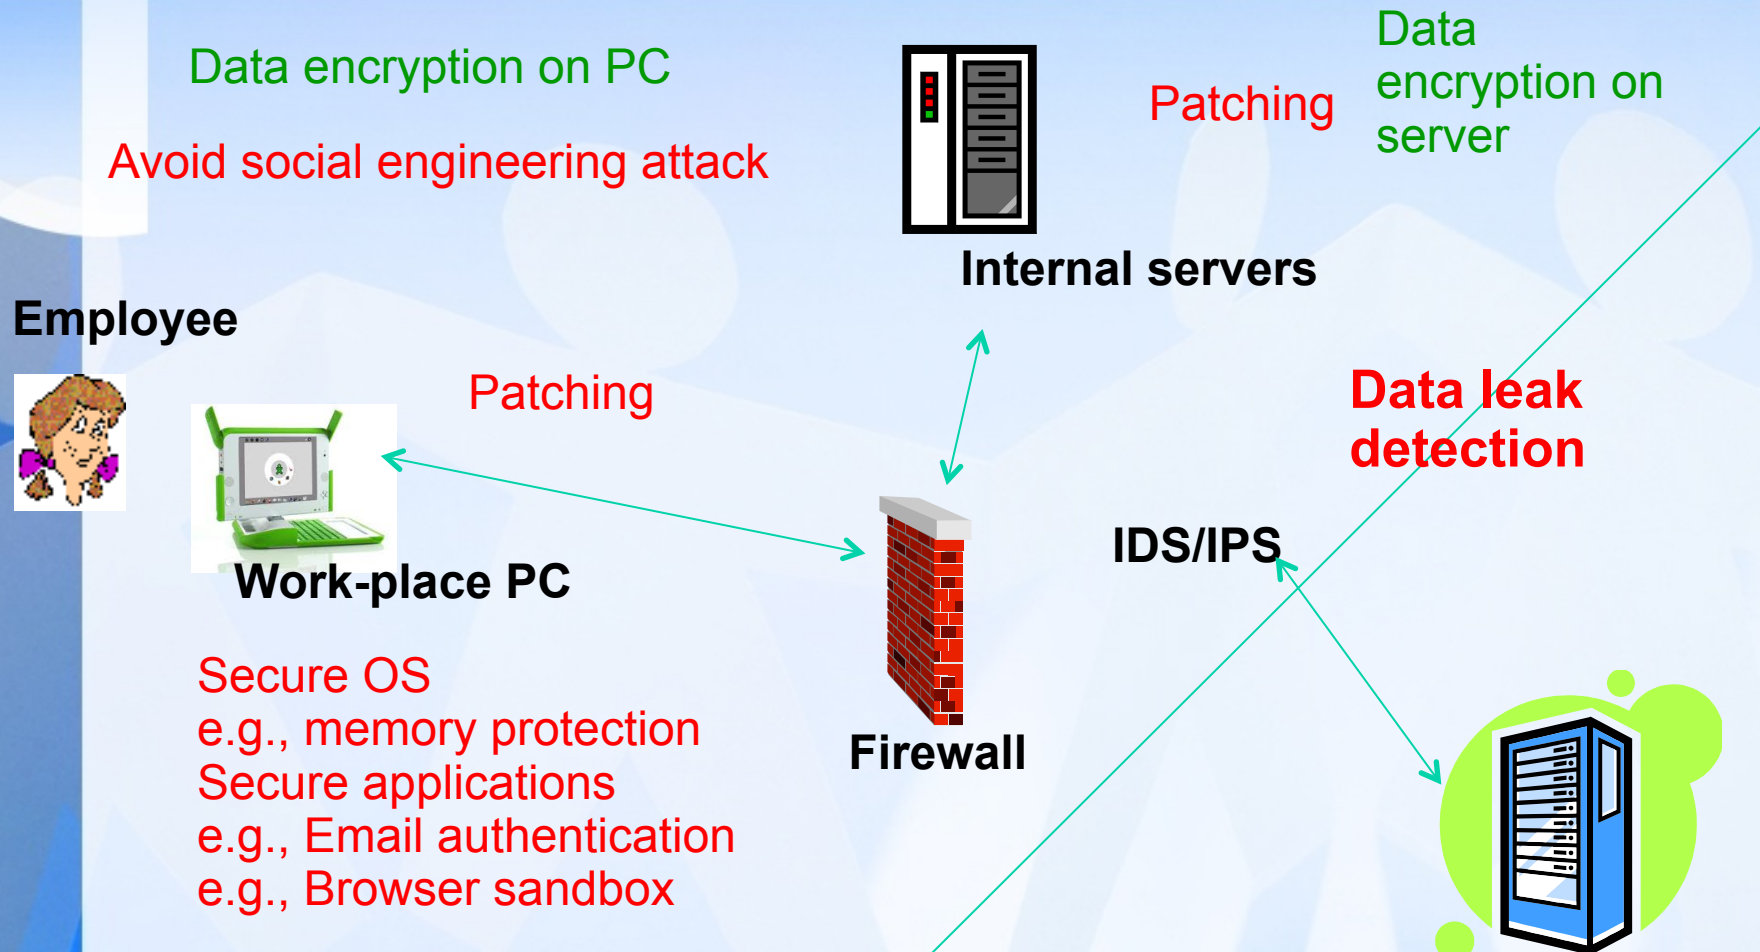 Data encryption on PC
Avoid social engineering attack
Patching
Data
encryption on
server
Internal servers
Employee
Patching
Data leak
detection
IDS/IPS
Work-place PC
Secure OS
e.g., memory protection
Secure applications
e.g., Email authentication
e.g., Browser sandbox
Firewall